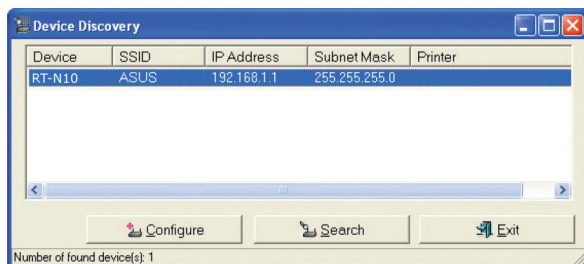 Device Discovery
Device SSID IP Address Subnet Mask Printer
RT-N10 ASUS 192.168.1.1 255.255.255.0
Configure Search Exit
Number of found device(s): 1